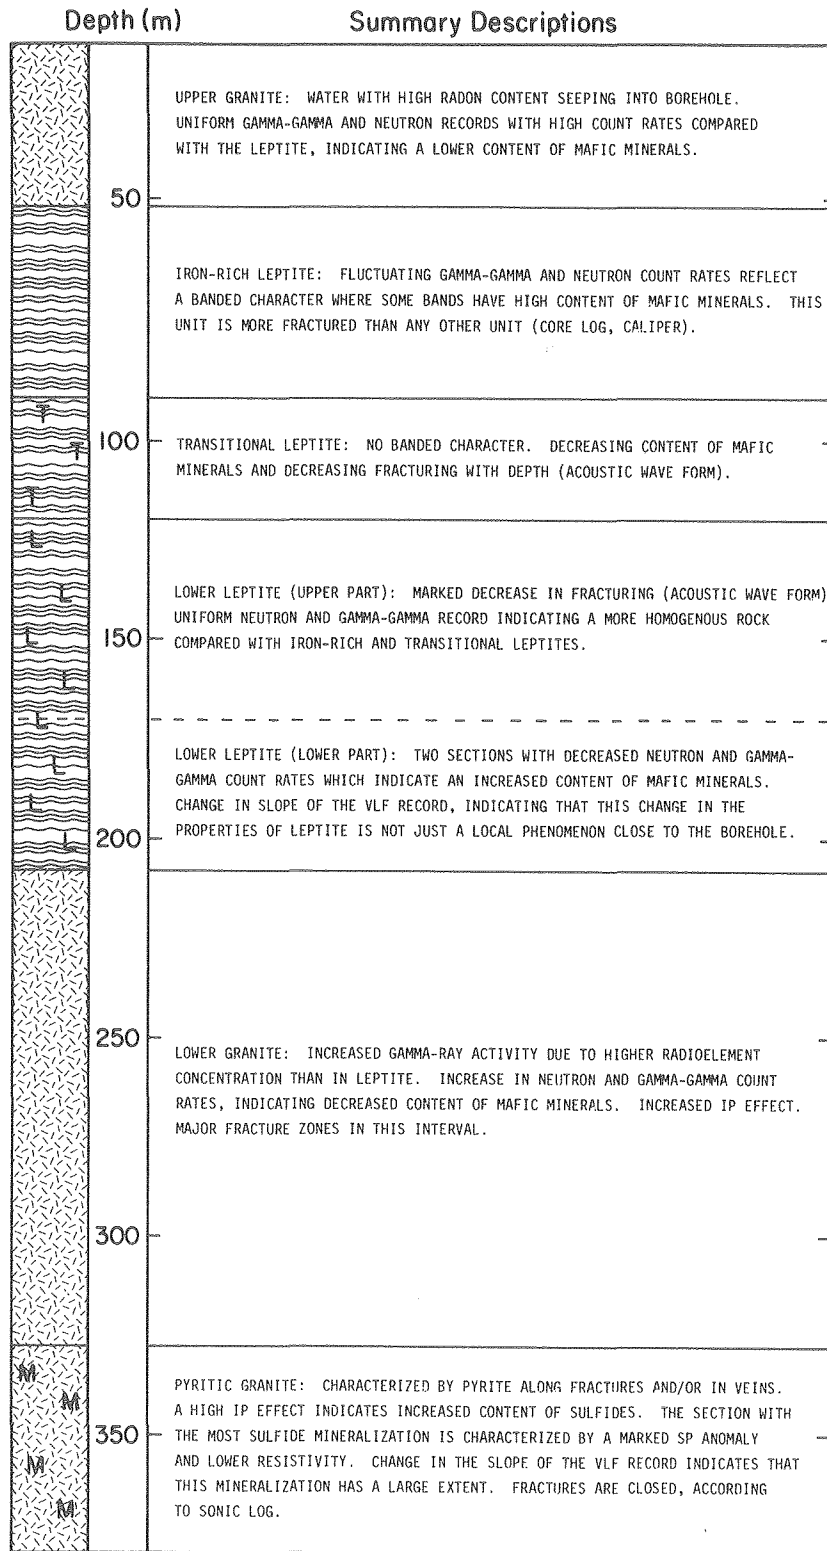 Depth (m) Summary Descriptions
UPPER GRANITE: WATER WITH HIGH RADON CONTENT SEEPING INTO BOREHOLE.
UNIFORM GAMMA-GAMMA AND NEUTRON RECORDS WITH HIGH COUNT RATES COMPARED
WITH THE LEPTITE, INDICATING A LOWER CONTENT OF MAFIC MINERALS.
50
IRON-RICH LEPTITE: FLUCTUATING GAMMA-GAMMA AND NEUTRON COUNT RATES REFLECT
A BANDED CHARACTER WHERE SOME BANDS HAVE HIGH CONTENT OF MAFIC MINERALS. THIS
UNIT IS MORE FRACTURED THAN ANY OTHER UNIT (CORE LOG, CALIPER).
T
100
T
TRANSITIONAL LEPTITE: NO BANDED CHARACTER. DECREASING CONTENT OF MAFIC
MINERALS AND DECREASING FRACTURING WITH DEPTH (ACOUSTIC WAVE FORM).
T
L
L
LOWER LEPTITE (UPPER PART): MARKED DECREASE IN FRACTURING (ACOUSTIC WAVE FORM)
UNIFORM NEUTRON AND GAMMA-GAMMA RECORD INDICATING A MORE HOMOGENOUS ROCK
L
150
COMPARED WITH IRON-RICH AND TRANSITIONAL LEPTITES.
L
L
LOWER LEPTITE (LOWER PART): TWO SECTIONS WITH DECREASED NEUTRON AND GAMMA-
L
GAMMA COUNT RATES WHICH INDICATE AN INCREASED CONTENT OF MAFIC MINERALS.
L
CHANGE IN SLOPE OF THE VLF RECORD, INDICATING THAT THIS CHANGE IN THE
L
200
PROPERTIES OF LEPTITE IS NOT JUST A LOCAL PHENOMENON CLOSE TO THE BOREHOLE.
250
LOWER GRANITE: INCREASED GAMMA-RAY ACTIVITY DUE TO HIGHER RADIOELEMENT
CONCENTRATION THAN IN LEPTITE. INCREASE IN NEUTRON AND GAMMA-GAMMA COUNT
RATES, INDICATING DECREASED CONTENT OF MAFIC MINERALS. INCREASED IP EFFECT.
MAJOR FRACTURE ZONES IN THIS INTERVAL.
300
M
PYRITIC GRANITE: CHARACTERIZED BY PYRITE ALONG FRACTURES AND/OR IN VEINS.
M
A HIGH IP EFFECT INDICATES INCREASED CONTENT OF SULFIDES. THE SECTION WITH
350
THE MOST SULFIDE MINERALIZATION IS CHARACTERIZED BY A MARKED SP ANOMALY
AND LOWER RESISTIVITY. CHANGE IN THE SLOPE OF THE VLF RECORD INDICATES THAT
M
THIS MINERALIZATION HAS A LARGE EXTENT. FRACTURES ARE CLOSED, ACCORDING
M
TO SONIC LOG.